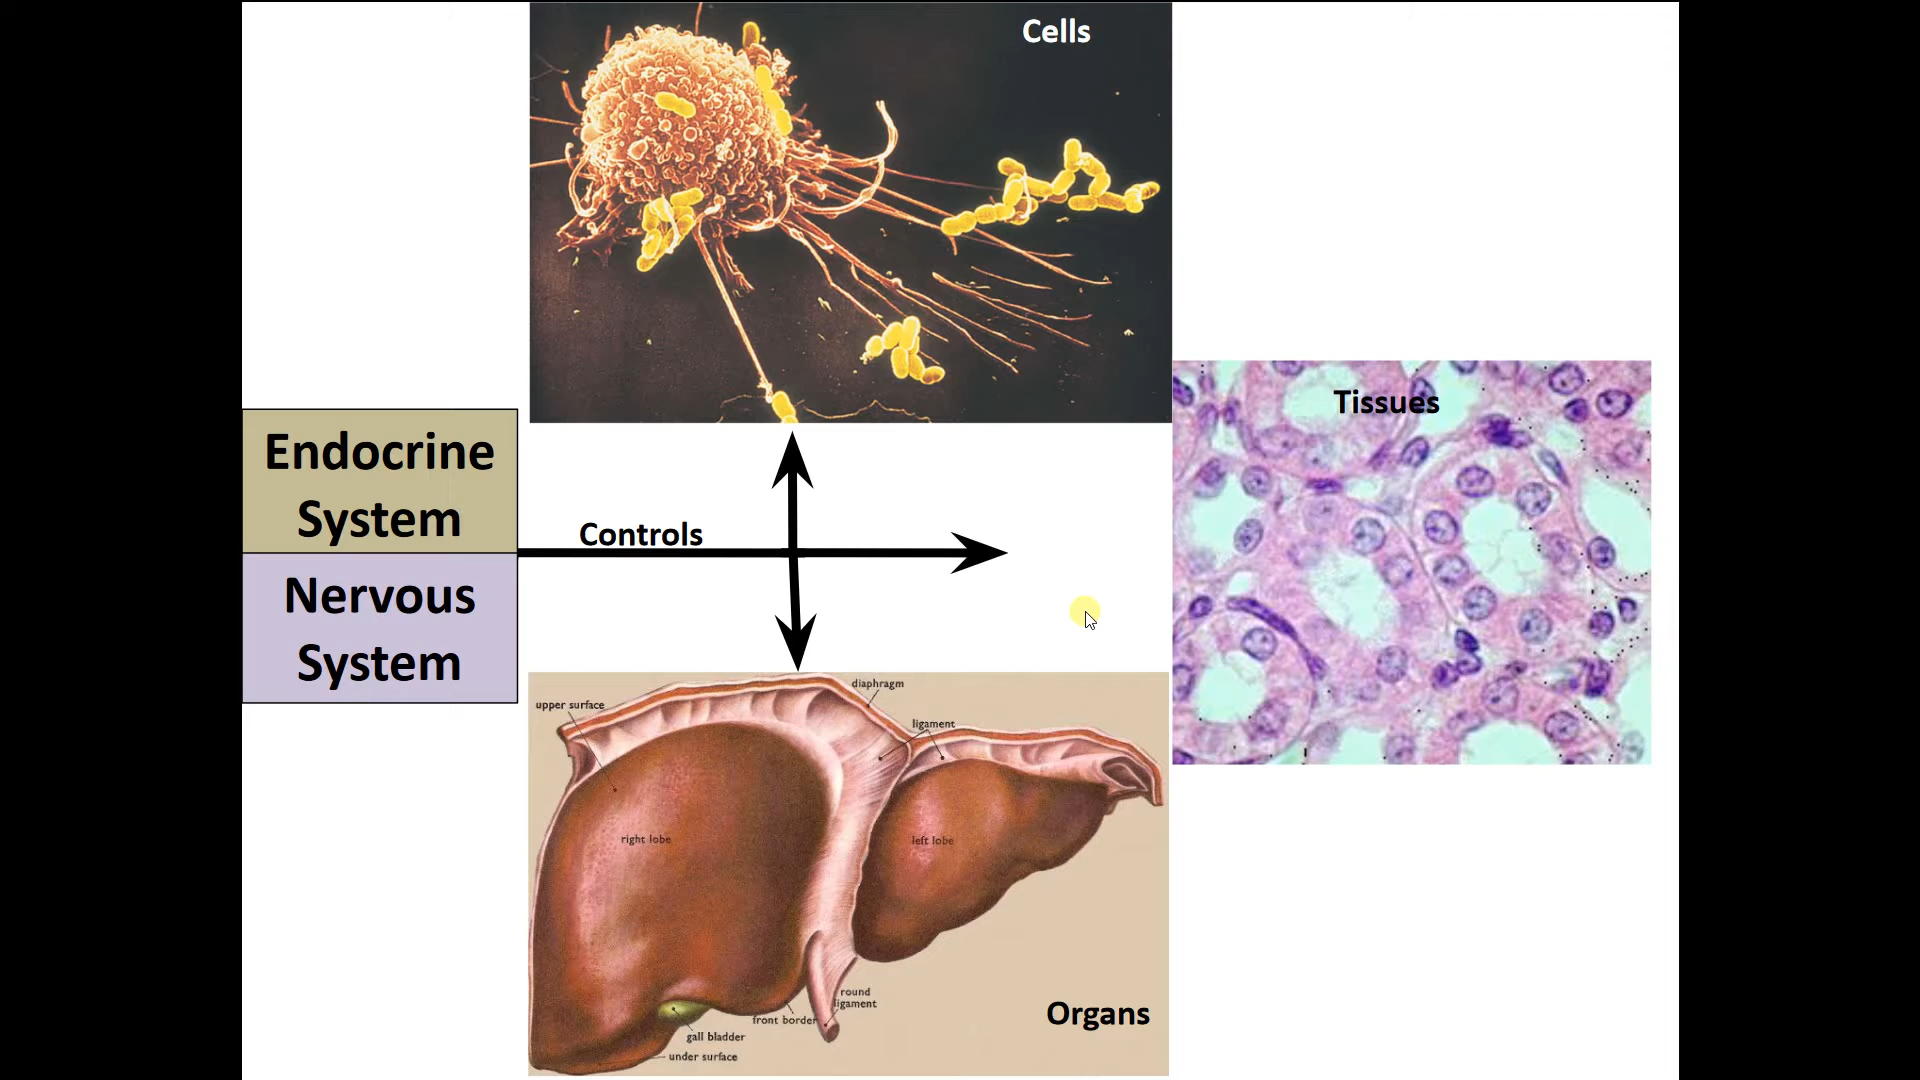 Cells
Tissues
Endocrine
System
Controls
Nervous
System
diaphragm
upper surface
ligament
right lobe
left lobe
round
ligament
front border
gall bladder
under surface
Organs